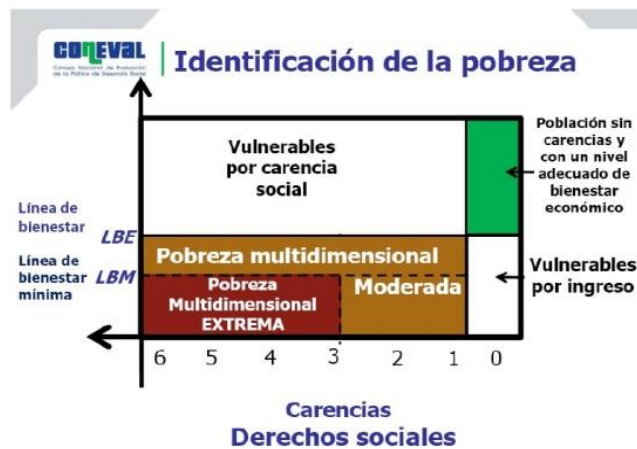 CONEVAL
Consejo Nacional de Evaluación
de la Política de Desarrollo Social
Identificación de la pobreza
Vulnerables
por carencia
social
Población sin
carencias y
con un nivel
adecuado de
bienestar
económico
Línea de
bienestar
LBE
Línea de
bienestar
mínima
LBM
Pobreza multidimensional
Moderada
Pobreza
Multidimensional
EXTREMA
Vulnerables
por ingreso
6 5 4 3 2 1 0
Carencias
Derechos sociales